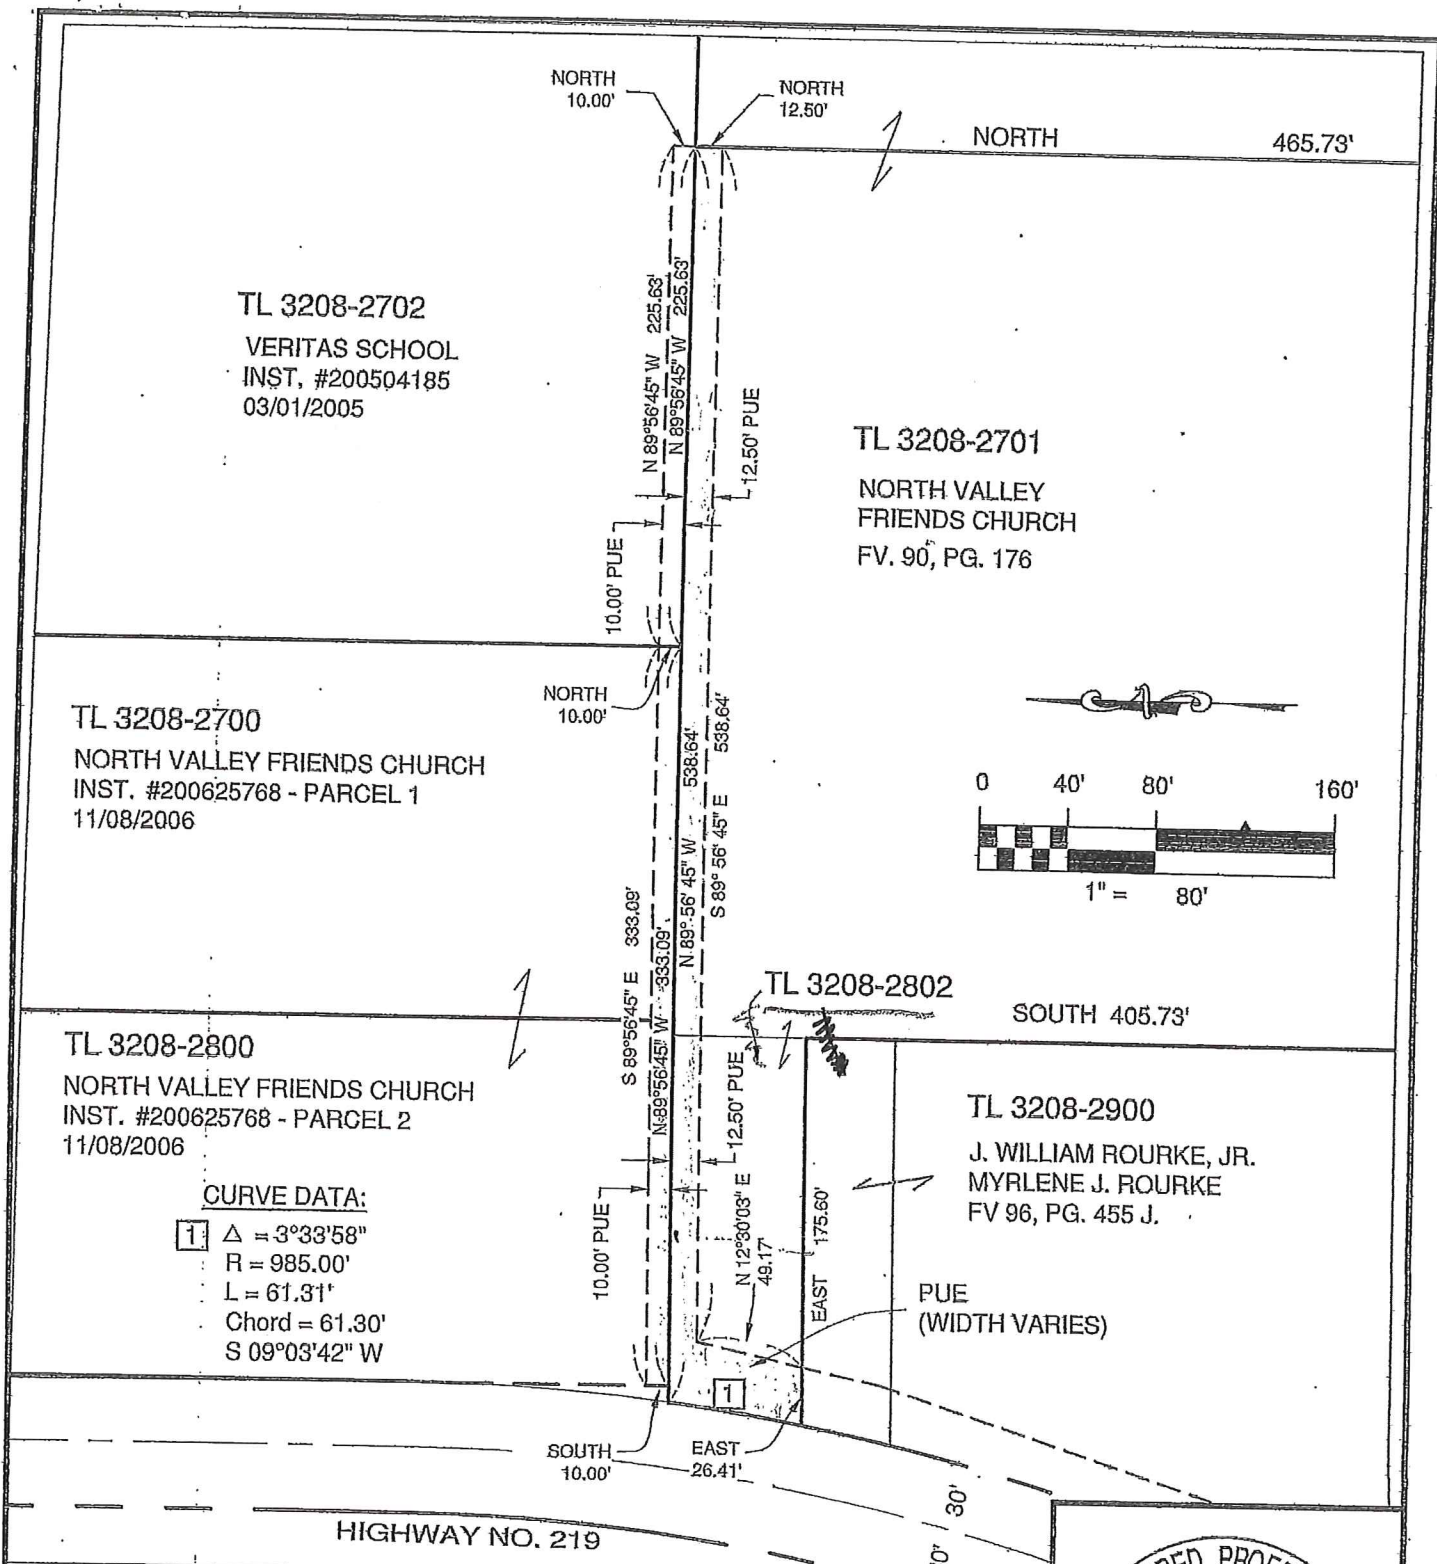 NORTH
10.00'
NORTH
12.50'
NORTH 465.73'
TL 3208-2702
VERITAS SCHOOL
INST. #200504185
03/01/2005
N 89°56'45" W 225.63'
N 89°56'45" W 225.63'
12.50' PUE
10.00' PUE
TL 3208-2701
NORTH VALLEY
FRIENDS CHURCH
FV. 90, PG. 176
TL 3208-2700
NORTH VALLEY FRIENDS CHURCH
INST. #200625768 - PARCEL 1
11/08/2006
NORTH
10.00'
N 89° 56' 45" W 538.64'
S 89° 56' 45" E 538.64'
0 40' 80' 160'
1" = 80'
S 89°56'45" E 333.09'
N 89°56'45" W 333.09'
TL 3208-2802
SOUTH 405.73'
TL 3208-2800
NORTH VALLEY FRIENDS CHURCH
INST. #200625768 - PARCEL 2
11/08/2006
CURVE DATA:
1 Δ = 3°33'58"
R = 985.00'
L = 61.31'
Chord = 61.30'
S 09°03'42" W
10.00' PUE
12.50' PUE
N 12°30'03" E
49.17'
EAST 175.60'
TL 3208-2900
J. WILLIAM ROURKE, JR.
MYRLENE J. ROURKE
FV 96, PG. 455 J.
PUE
(WIDTH VARIES)
1
SOUTH
10.00'
EAST
26.41'
30'
HIGHWAY NO. 219